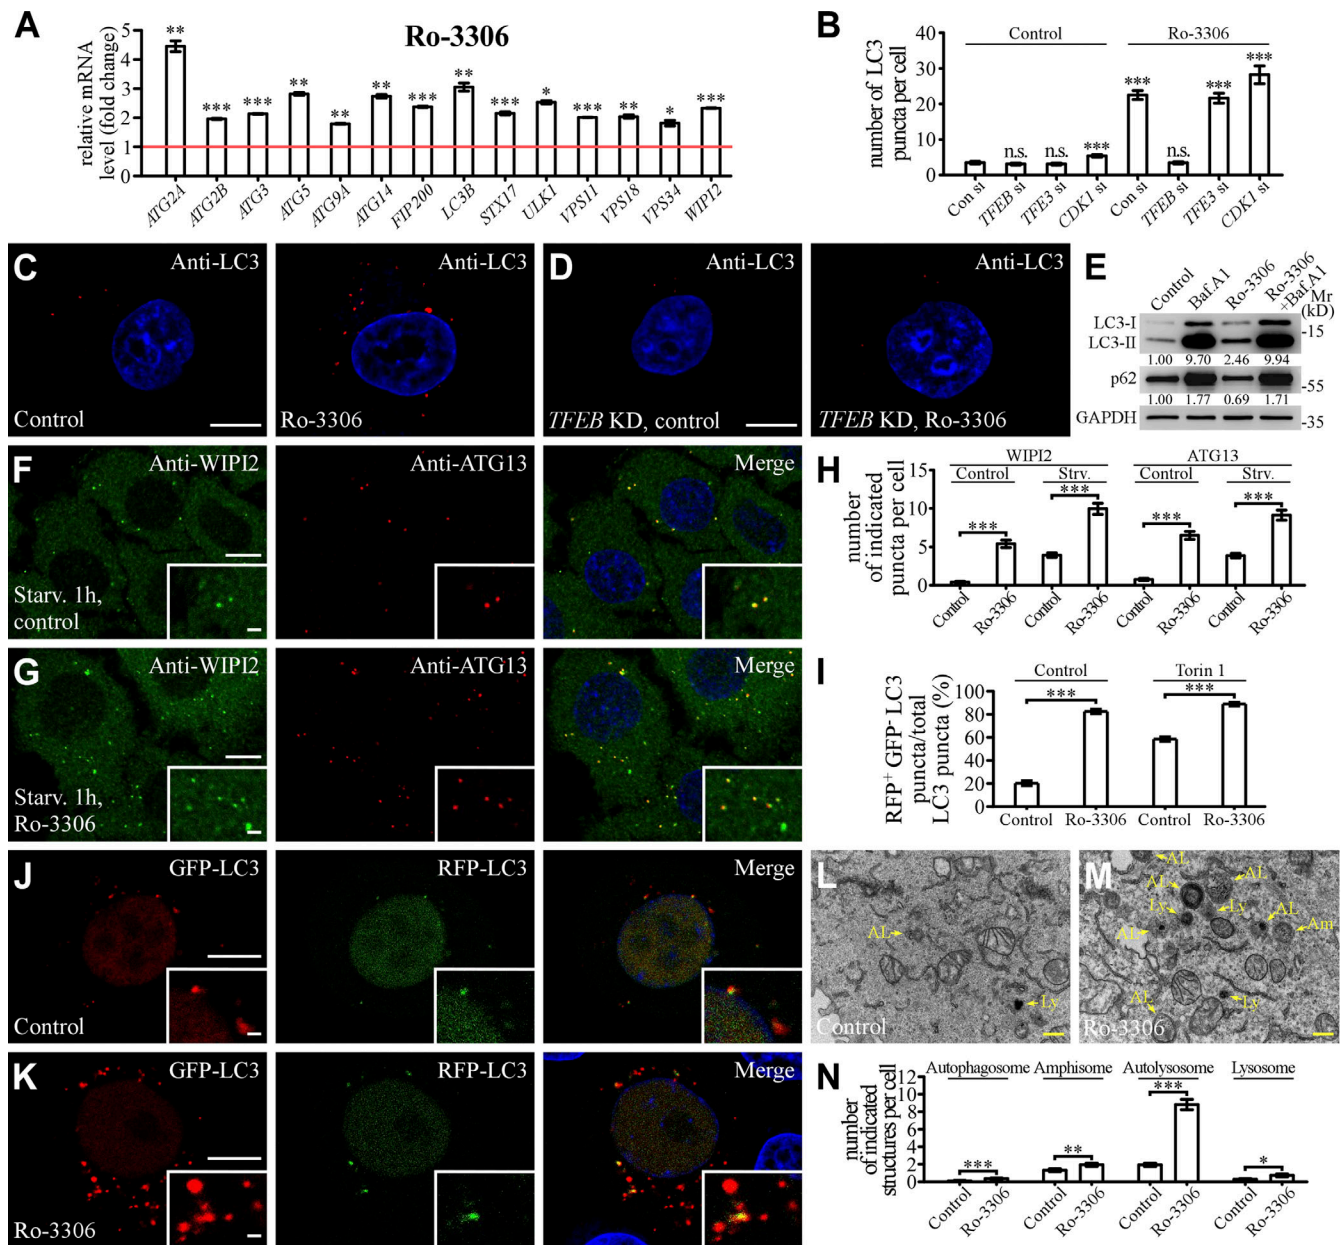 A
Ro-3306
relative mRNA
level (fold change)
5
4
3
2
1
0
** *** *** ** ** ** *** ** *** * *** ** * ***
ATG2A ATG2B ATG3 ATG5 ATG9A ATG14 FIP200 LC3B STX17 ULK1 VPS11 VPS18 VPS34 WIPI2
B
Control Ro-3306
number of LC3
puncta per cell
40
30
20
10
0
n.s. n.s. *** *** n.s. *** ***
Con si TFEB si TFE3 si CDK1 si Con si TFEB si TFE3 si CDK1 si
C
Anti-LC3
Control
Anti-LC3
Ro-3306
D
Anti-LC3
TFEB KD, control
Anti-LC3
TFEB KD, Ro-3306
E
Control Baf.A1 Ro-3306 Ro-3306
+Baf.A1
Mr
(kD)
LC3-I
-15
LC3-II
1.00 9.70 2.46 9.94
p62
-55
1.00 1.77 0.69 1.71
GAPDH
-35
F
Anti-WIPI2
Starv. 1h,
control
Anti-ATG13
Merge
G
Anti-WIPI2
Starv. 1h,
Ro-3306
Anti-ATG13
Merge
H
WIPI2 ATG13
Control Strv. Control Strv.
number
of indicated
puncta per cell
15
10
5
0
*** *** *** ***
Control Ro-3306 Control Ro-3306 Control Ro-3306 Control Ro-3306
I
Control Torin 1
RFP+ GFP- LC3
puncta/total
LC3 puncta (%)
100
80
60
40
20
0
*** ***
Control Ro-3306 Control Ro-3306
J
GFP-LC3
Control
RFP-LC3
Merge
K
GFP-LC3
Ro-3306
RFP-LC3
Merge
L
AL
Ly
Control
M
AL
AL
AL
Ly
Ly
AL
AL
Am
AL
Ly
Ro-3306
N
Autophagosome Amphisome Autolysosome Lysosome
number
of indicated
structures per cell
12
10
8
6
4
2
0
*** ** *** *
Control Ro-3306 Control Ro-3306 Control Ro-3306 Control Ro-3306